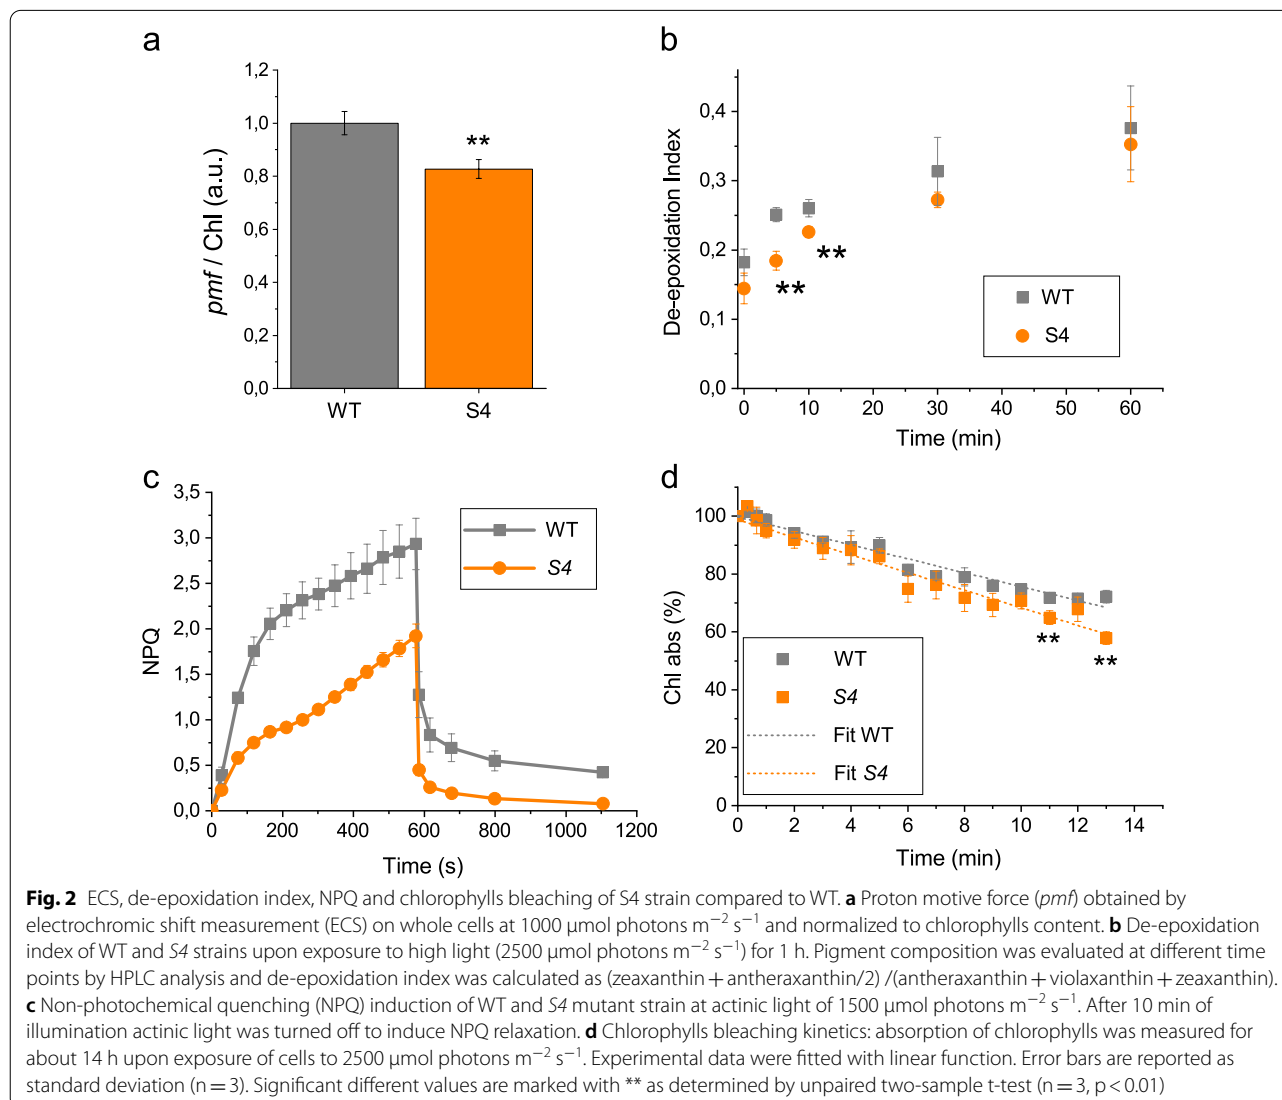 a
1,2
1,0
0,8
0,6
0,4
0,2
0,0
pmf / Chl (a.u.)
**
WT
S4
b
0,4
0,3
0,2
0,1
0,0
De-epoxidation Index
**
**
WT
S4
0 10 20 30 40 50 60
Time (min)
c
3,5
3,0
2,5
2,0
1,5
1,0
0,5
0,0
NPQ
WT
S4
0 200 400 600 800 1000 1200
Time (s)
d
100
80
60
40
20
0
Chl abs (%)
**
**
WT
S4
Fit WT
Fit S4
0 2 4 6 8 10 12 14
Time (min)
Fig. 2 ECS, de-epoxidation index, NPQ and chlorophylls bleaching of S4 strain compared to WT. a Proton motive force (pmf) obtained by
electrochromic shift measurement (ECS) on whole cells at 1000 µmol photons m−2 s−1 and normalized to chlorophylls content. b De-epoxidation
index of WT and S4 strains upon exposure to high light (2500 µmol photons m−2 s−1) for 1 h. Pigment composition was evaluated at different time
points by HPLC analysis and de-epoxidation index was calculated as (zeaxanthin + antheraxanthin/2) /(antheraxanthin + violaxanthin + zeaxanthin).
c Non-photochemical quenching (NPQ) induction of WT and S4 mutant strain at actinic light of 1500 µmol photons m−2 s−1. After 10 min of
illumination actinic light was turned off to induce NPQ relaxation. d Chlorophylls bleaching kinetics: absorption of chlorophylls was measured for
about 14 h upon exposure of cells to 2500 µmol photons m−2 s−1. Experimental data were fitted with linear function. Error bars are reported as
standard deviation (n = 3). Significant different values are marked with ** as determined by unpaired two-sample t-test (n = 3, p < 0.01)